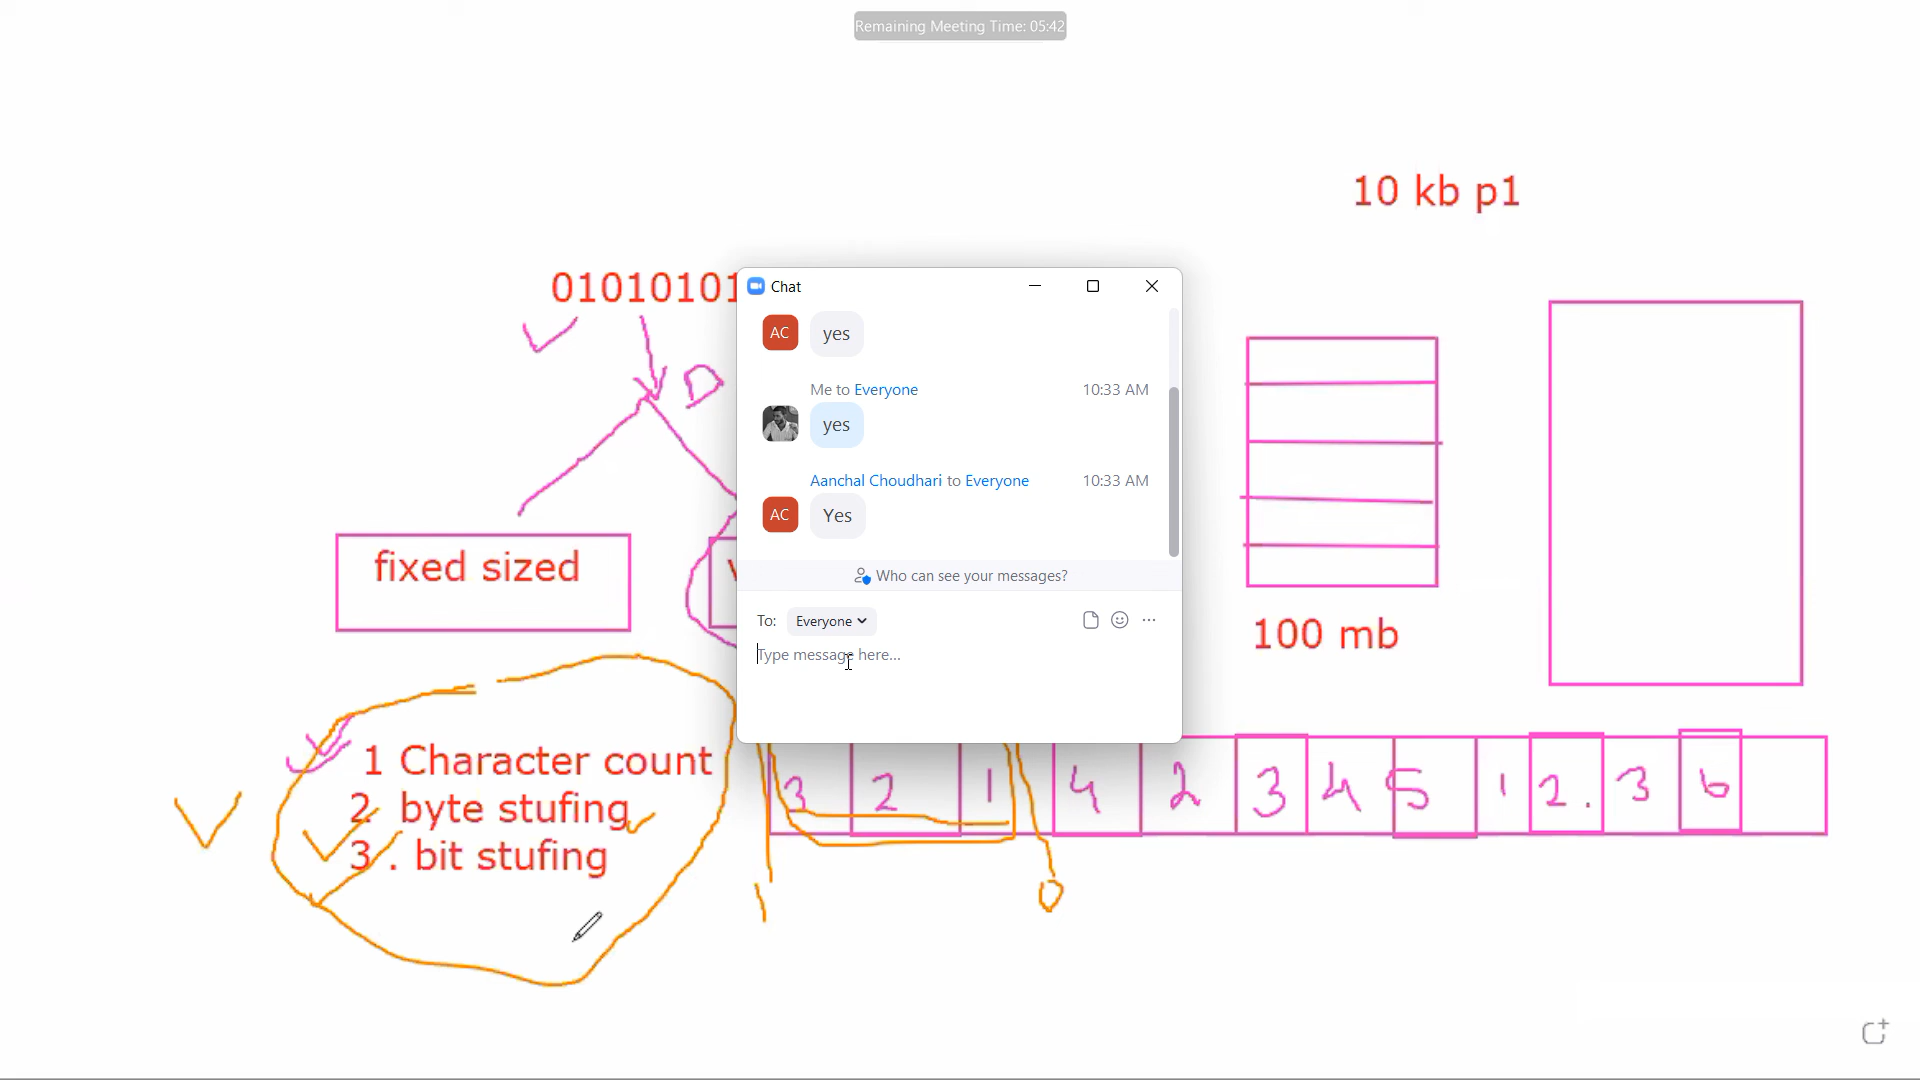 Remaining Meeting Time: 05:42
10 kb p1
01010101
D
Chat
AC
yes
Me to Everyone 10:33 AM
yes
Aanchal Choudhari to Everyone 10:33 AM
AC
Yes
Who can see your messages?
To: Everyone
Type message here...
fixed sized
100 mb
1 Character count
2 byte stufing
3 . bit stufing
3 2 1 4 2 3 4 5 1 2 . 3 6